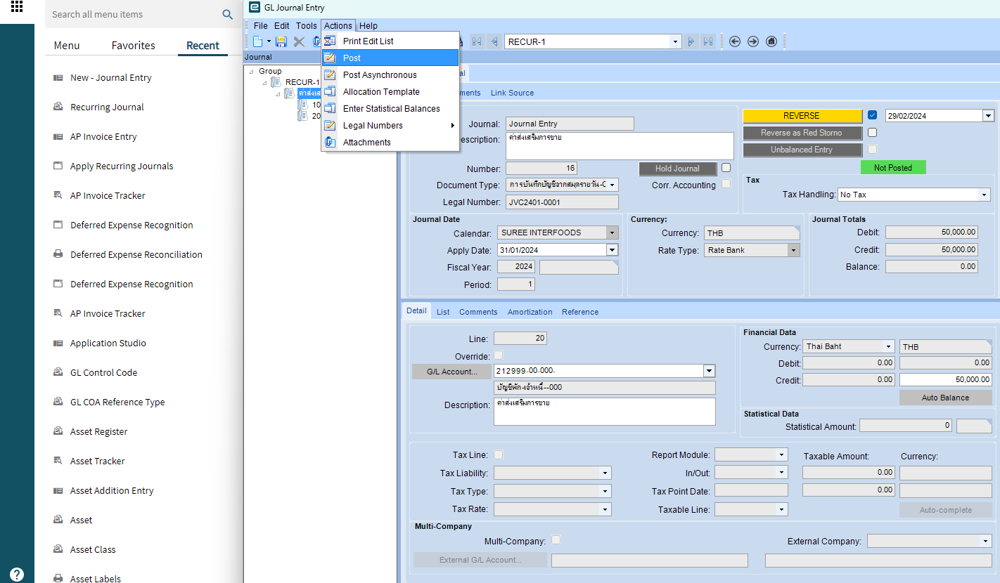 GL Journal Entry
Search all menu items
Menu Favorites Recent
New - Journal Entry
Recurring Journal
AP Invoice Entry
Apply Recurring Journals
AP Invoice Tracker
Deferred Expense Recognition
Deferred Expense Reconciliation
Deferred Expense Recognition
AP Invoice Tracker
Application Studio
GL Control Code
GL COA Reference Type
Asset Register
Asset Tracker
Asset Addition Entry
Asset
Asset Class
Asset Labels
File Edit Tools Actions Help
RECUR-1
Print Edit List
Post
Post Asynchronous
Allocation Template
Enter Statistical Balances
Legal Numbers
Attachments
Journal
Group
RECUR-1
ค่าส่งเส
10
20
al
ments Link Source
Journal: Journal Entry
escription: ค่าส่งเสริมการขาย
Number: 16
Hold Journal
Document Type: การบันทึกบัญชีจากสมุดรายวัน-C
Corr. Accounting
Legal Number: JVC2401-0001
REVERSE 29/02/2024
Reverse as Red Storno
Unbalanced Entry
Not Posted
Tax
Tax Handling: No Tax
Journal Date
Calendar: SUREE INTERFOODS
Apply Date: 31/01/2024
Fiscal Year: 2024
Period: 1
Currency:
Currency: THB
Rate Type: Rate Bank
Journal Totals
Debit: 50,000.00
Credit: 50,000.00
Balance: 0.00
Detail List Comments Amortization Reference
Line: 20
Override:
G/L Account... 212999-00-000-
บัญชีพัก-เจ้าหนี้--000
Description: ค่าส่งเสริมการขาย
Financial Data
Currency: Thai Baht THB
Debit: 0.00 0.00
Credit: 0.00 50,000.00
Auto Balance
Statistical Data
Statistical Amount: 0
Tax Line: Report Module: Taxable Amount: Currency:
Tax Liability: In/Out: 0.00
Tax Type: Tax Point Date: 0.00
Tax Rate: Taxable Line: Auto-complete
Multi-Company
Multi-Company: External Company:
External G/L Account...